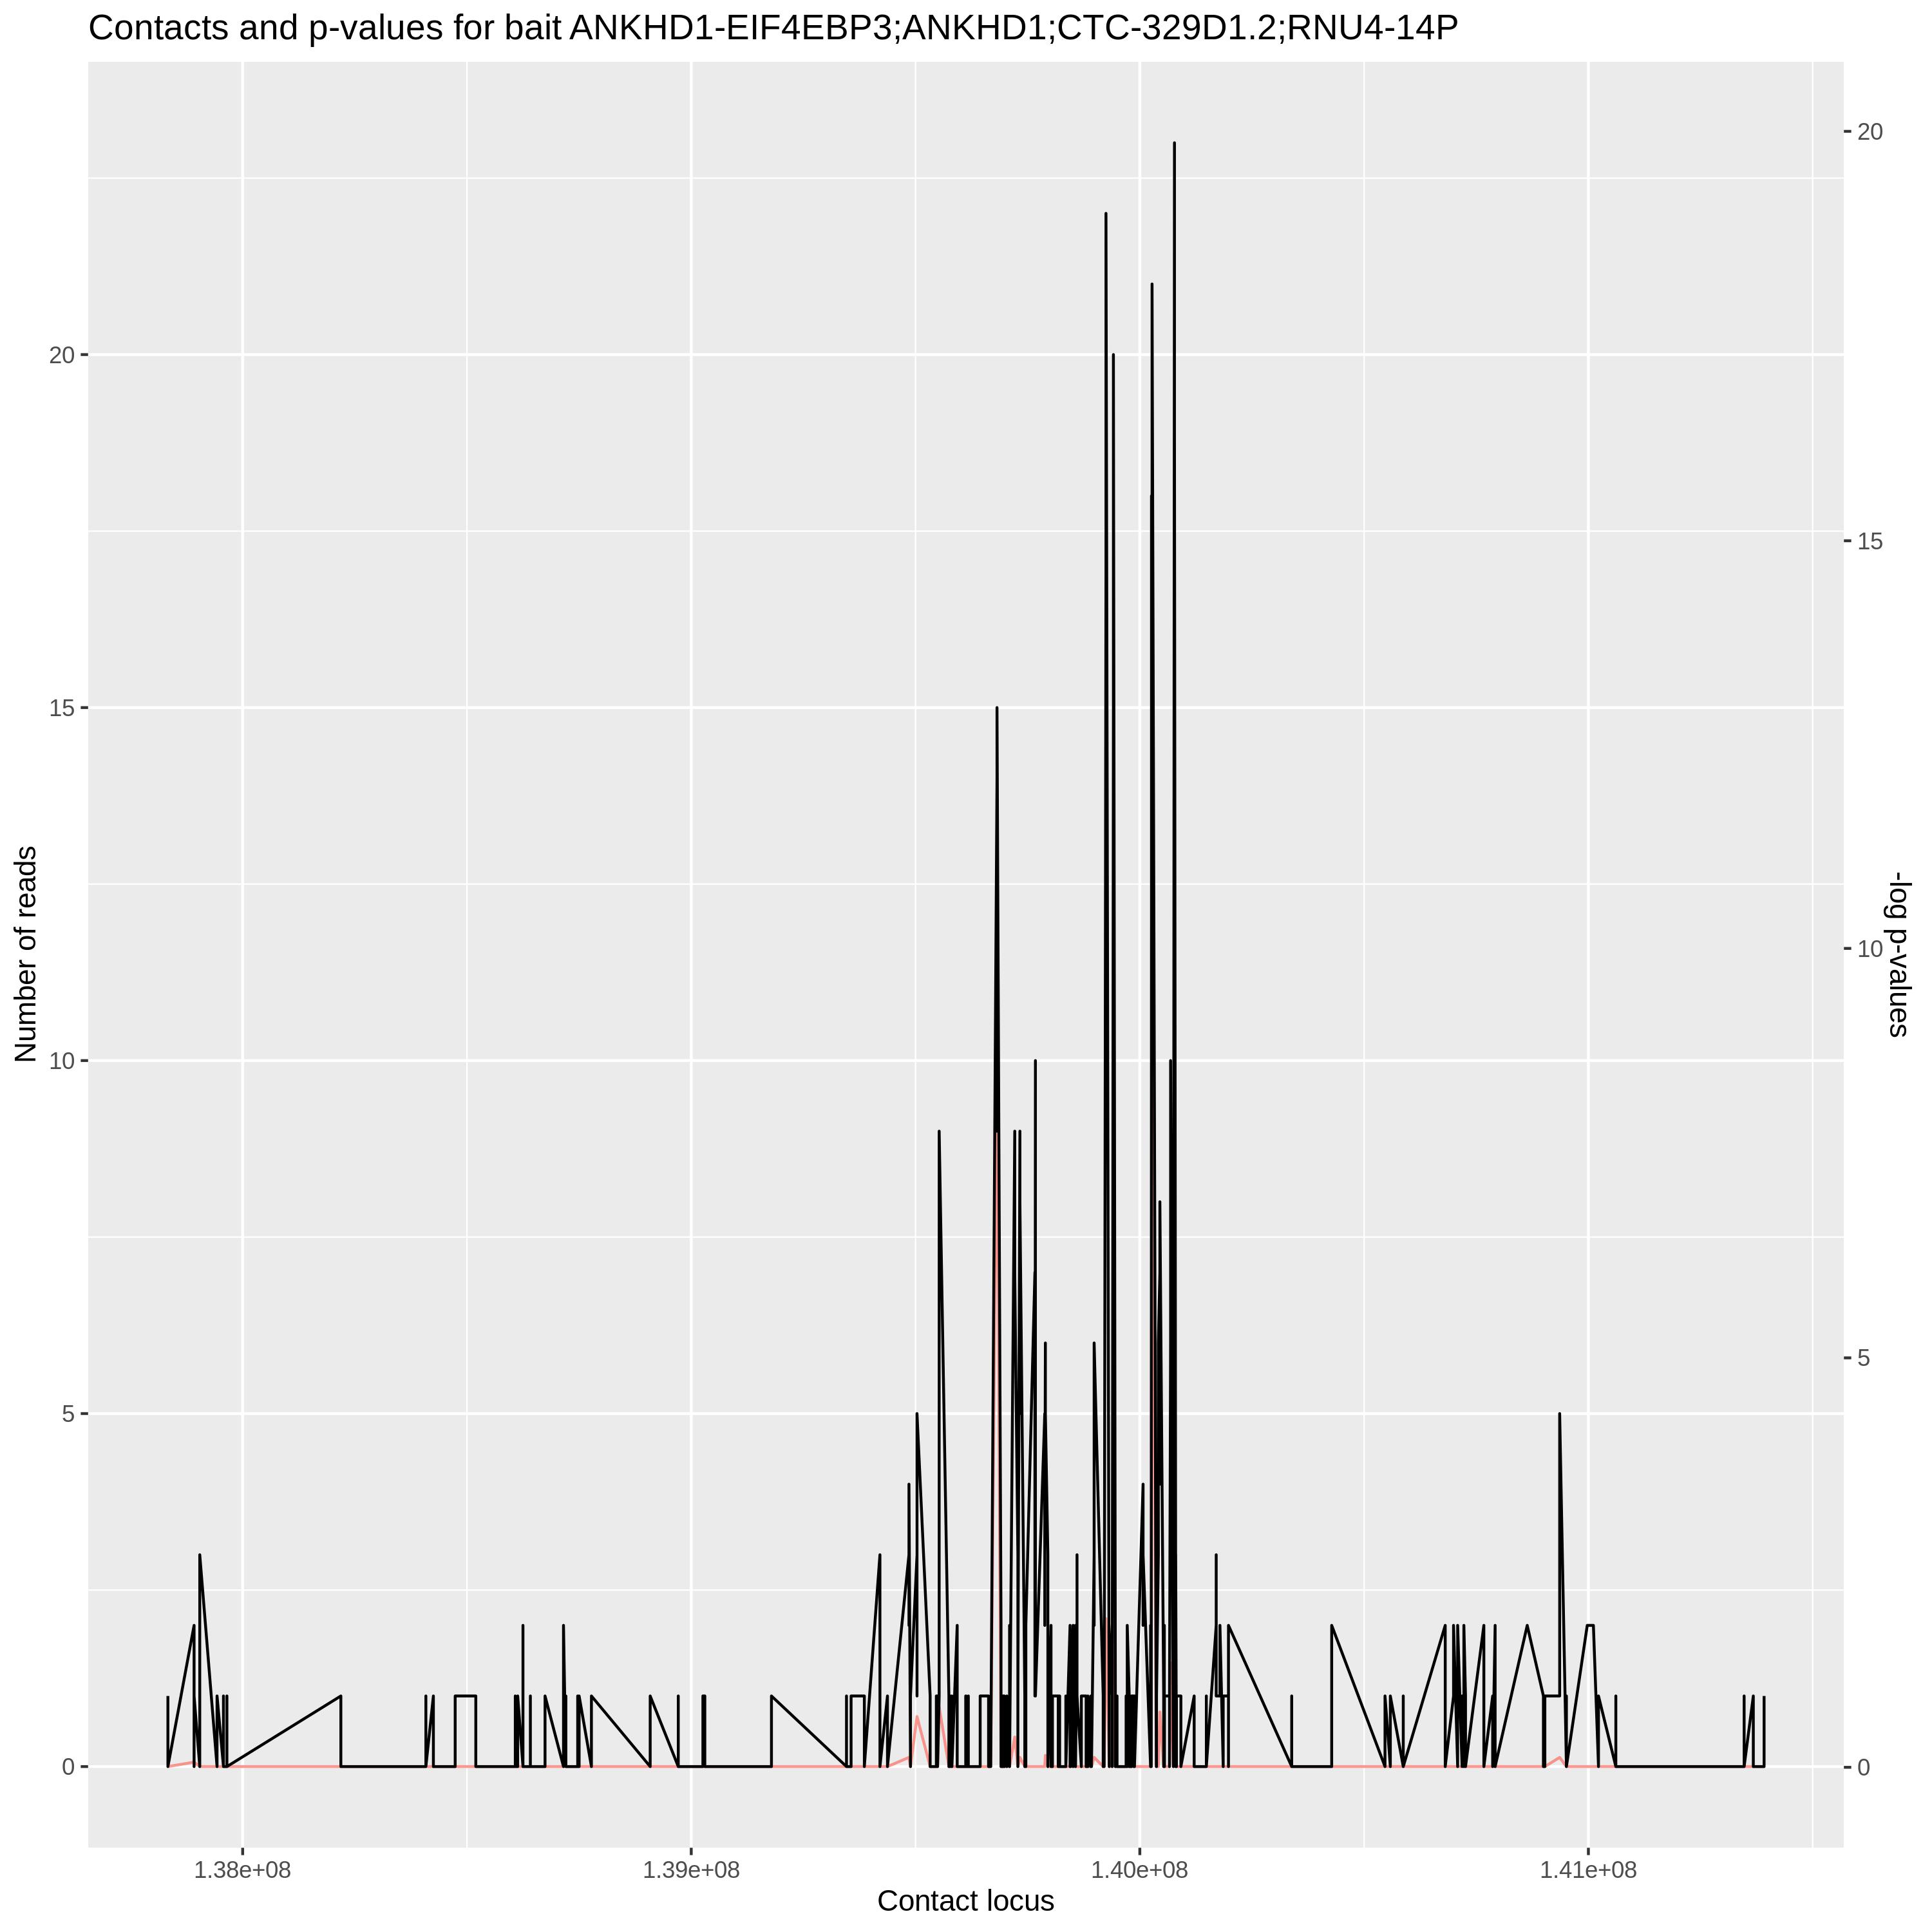 Contacts and p-values for bait ANKHD1-EIF4EBP3;ANKHD1;CTC-329D1.2;RNU4-14P
Number of reads
20
15
10
5
0
20
15
10
5
0
-log p-values
1.38e+08
1.39e+08
1.40e+08
1.41e+08
Contact locus